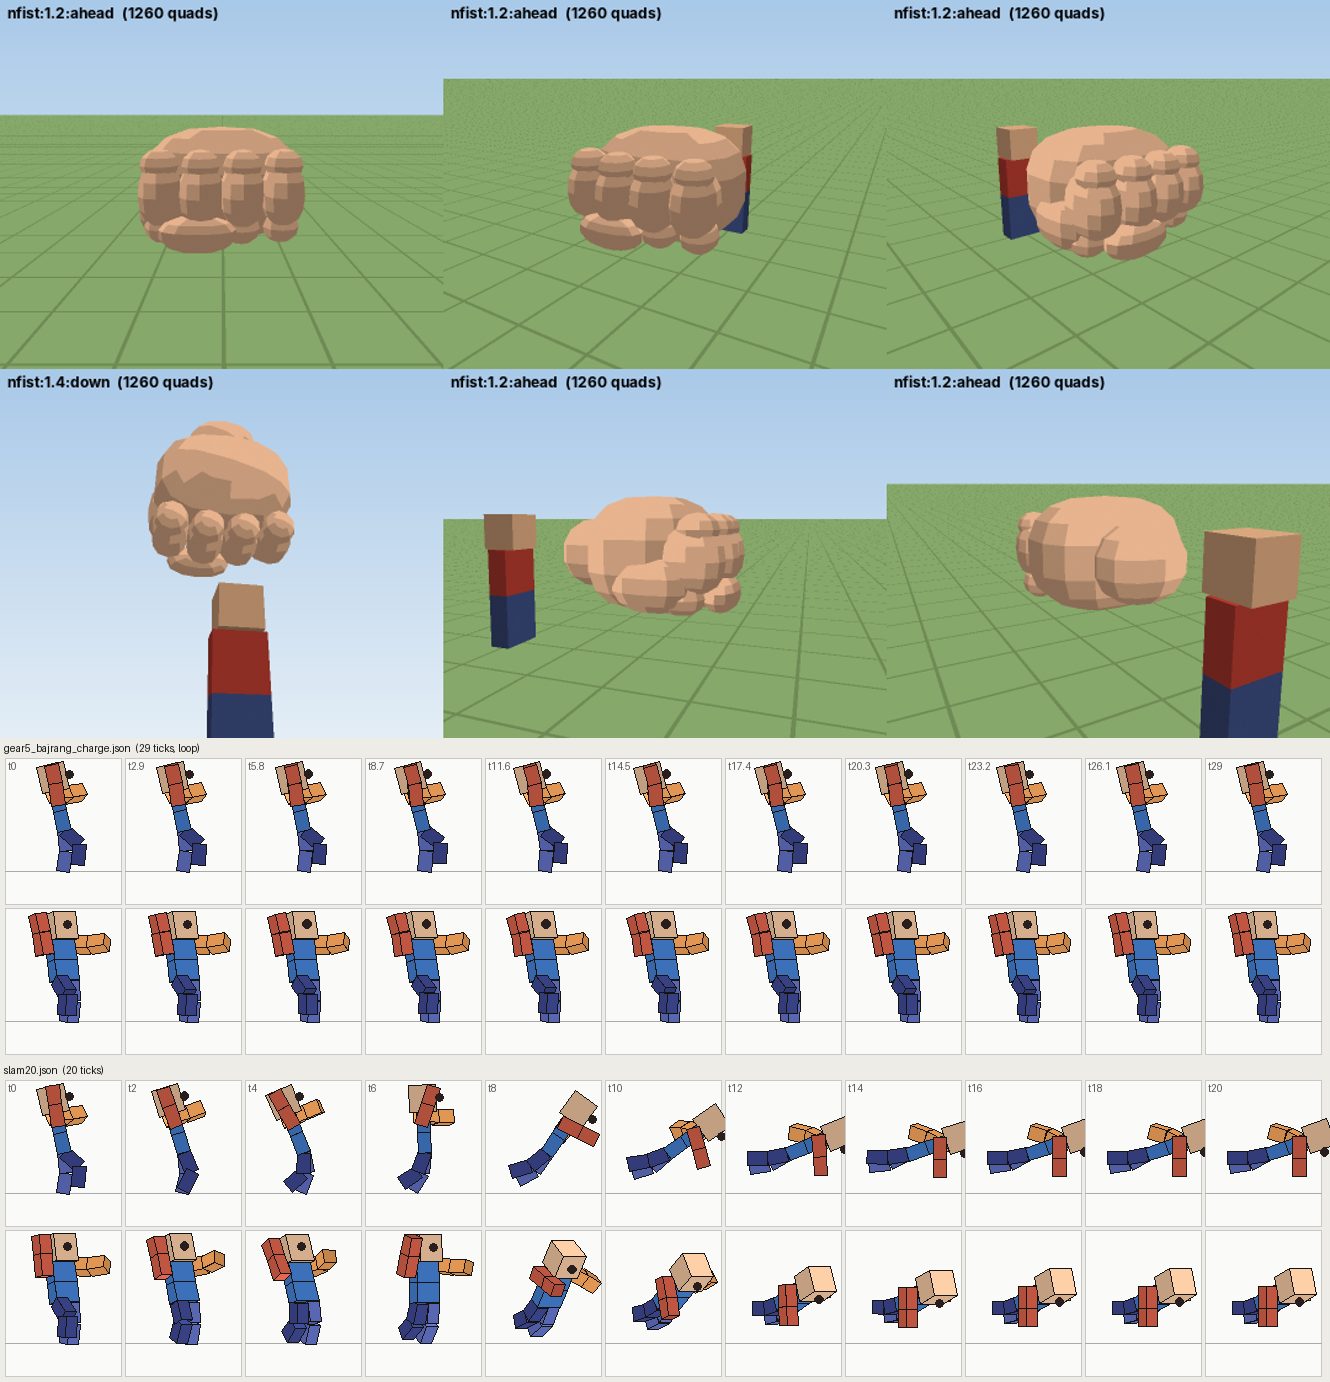 nfist:1.2:ahead (1260 quads)
nfist:1.2:ahead (1260 quads)
nfist:1.2:ahead (1260 quads)
nfist:1.4:down (1260 quads)
nfist:1.2:ahead (1260 quads)
nfist:1.2:ahead (1260 quads)
gear5_bajrang_charge.json (29 ticks, loop)
t0 t2.9 t5.8 t8.7 t11.6 t14.5 t17.4 t20.3 t23.2 t26.1 t29
slam20.json (20 ticks)
t0 t2 t4 t6 t8 t10 t12 t14 t16 t18 t20